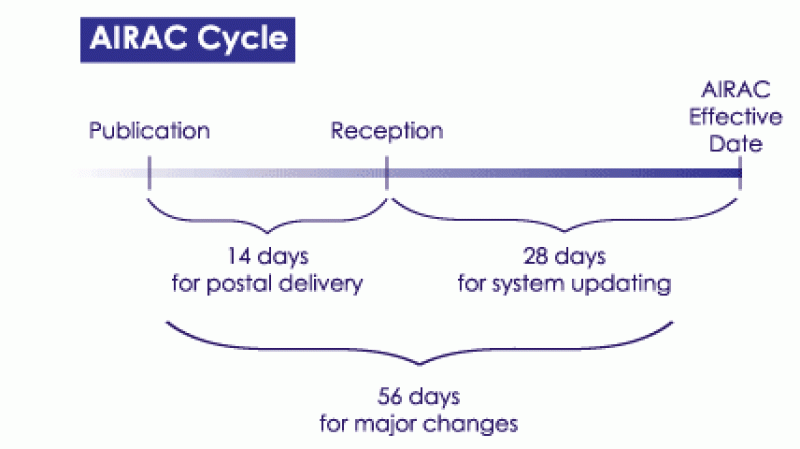 AIRAC Cycle
Publication
Reception
AIRAC
Effective
Date
14 days
for postal delivery
28 days
for system updating
56 days
for major changes